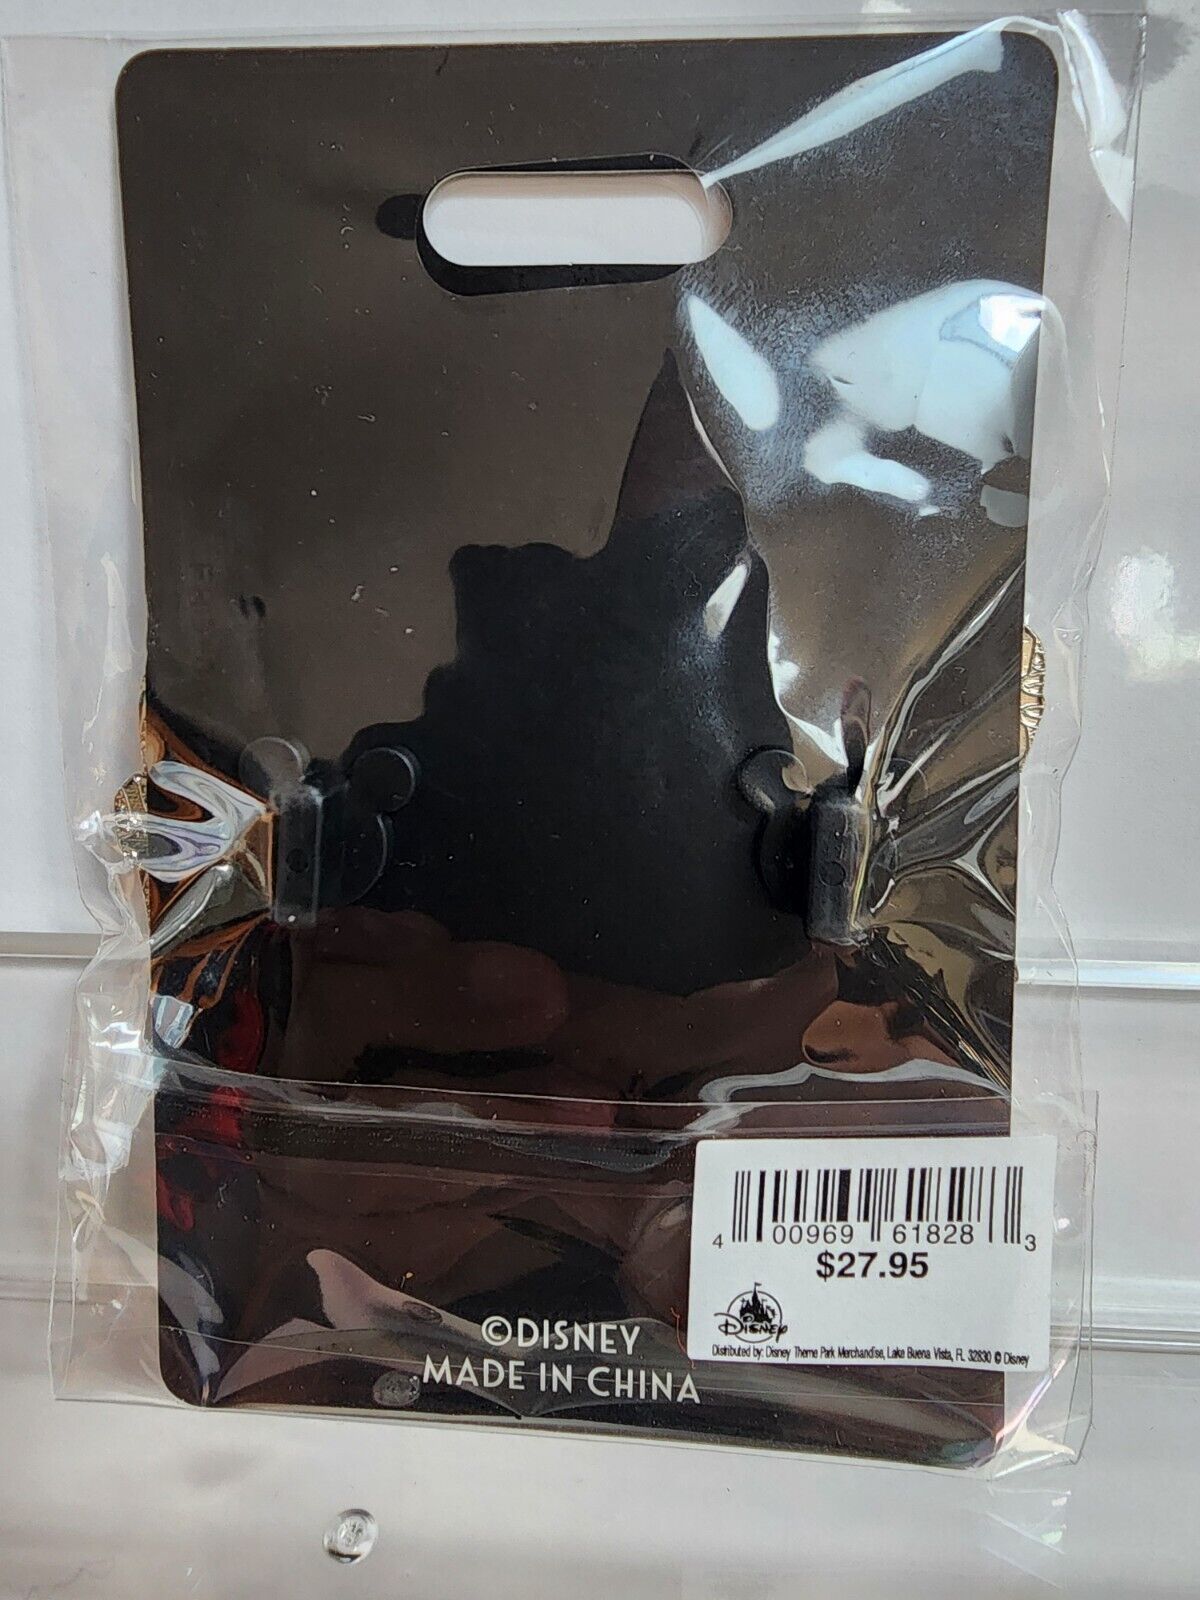 4 00969 61828 3
$27.95
Disney
Distributed by: Disney Theme Park Merchandise, Lake Buena Vista, FL 32830 © Disney
©DISNEY
MADE IN CHINA